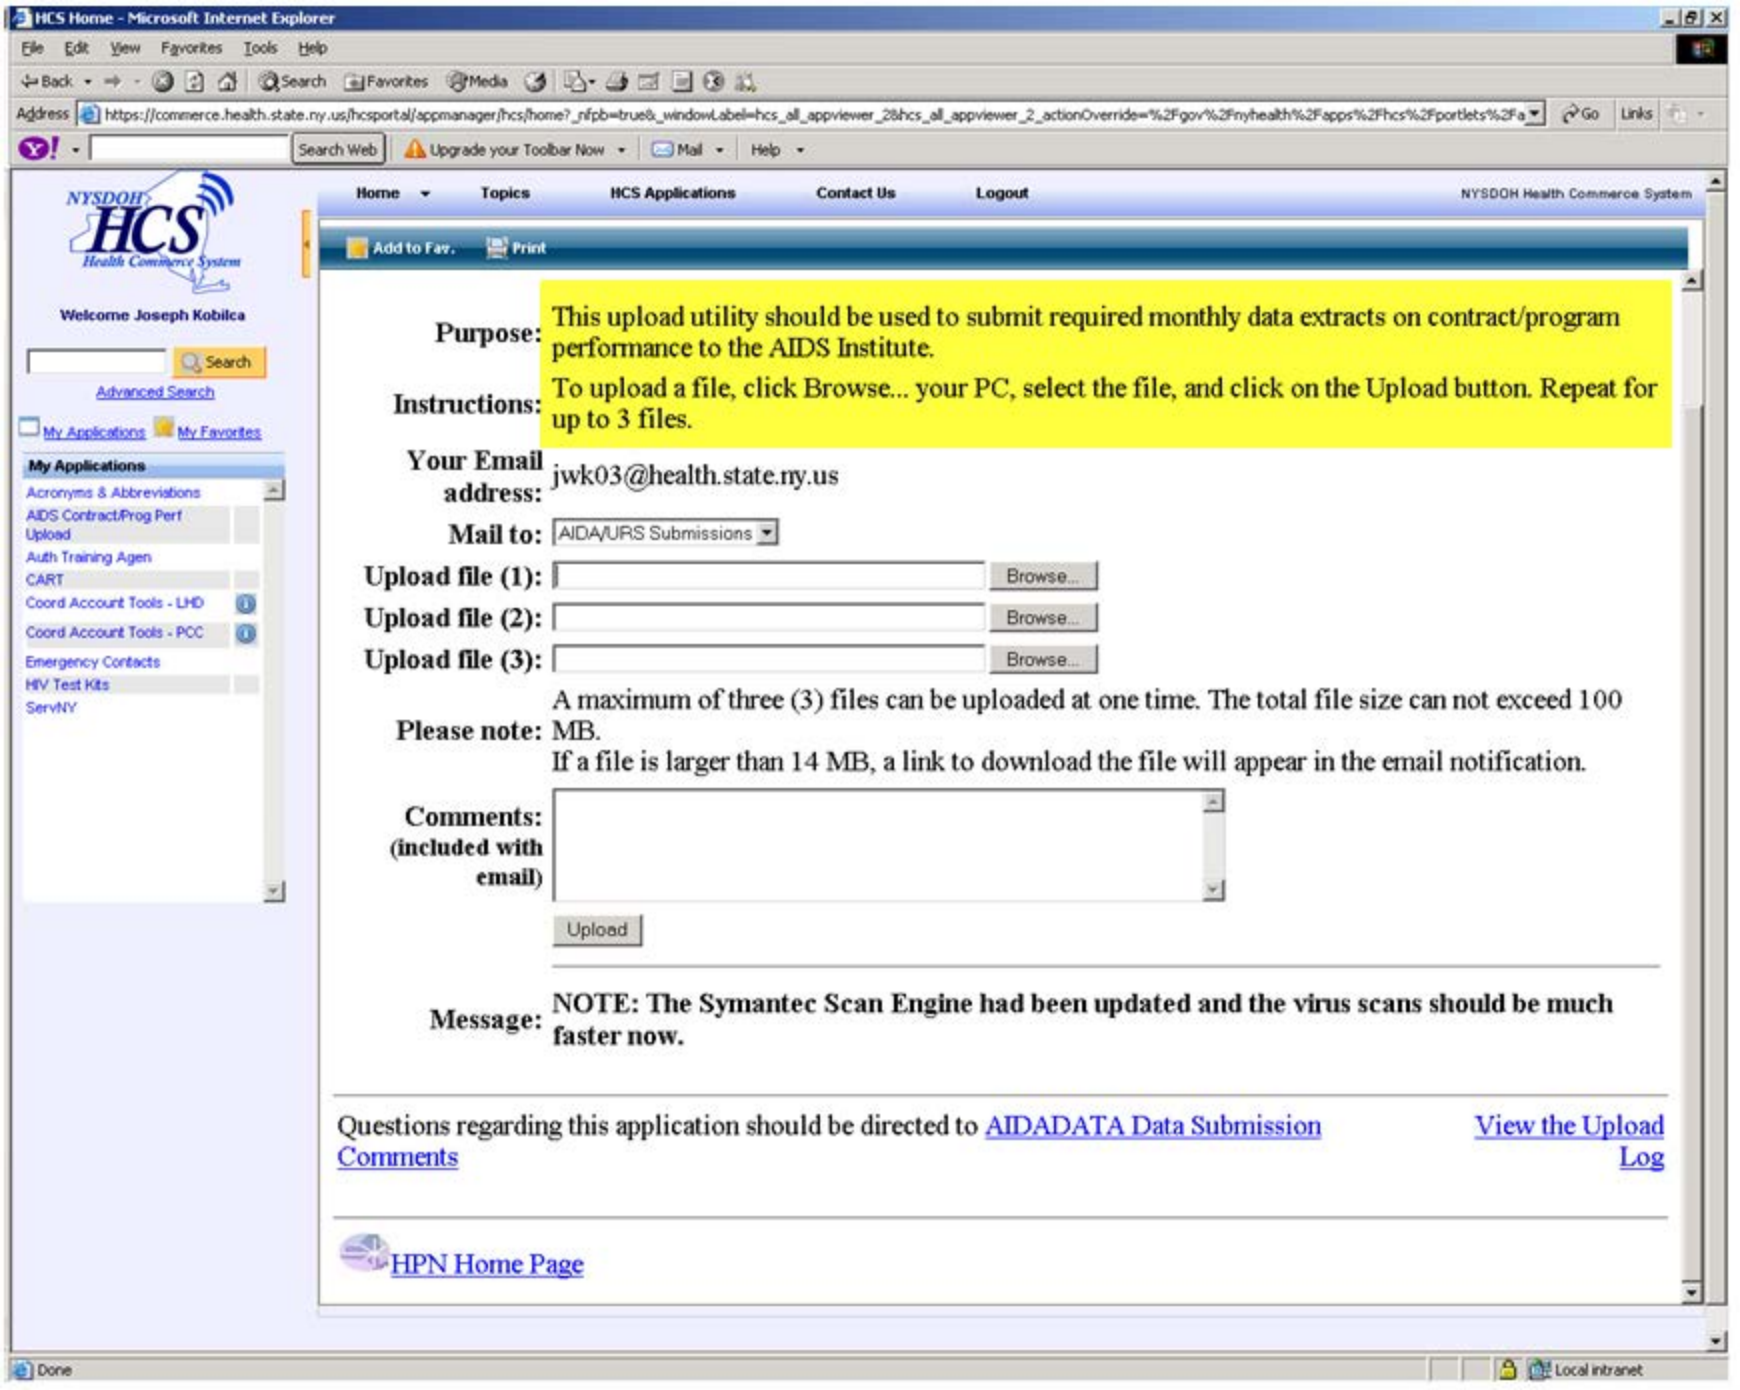 HCS Home - Microsoft Internet Explorer
File Edit View Favorites Tools Help
Back Search Favorites Media
Address https://commerce.health.state.ny.us/hcsportal/appmanager/hcs/home?_nfpb=true&_windowLabel=hcs_all_appviewer_2&hcs_all_appviewer_2_actionOverride=%2Fgov%2Fnyhealth%2Fapps%2Fhcs%2Fportlets%2Fa Go Links
Y! Search Web Upgrade your Toolbar Now Mail Help
NYSDOH
HCS
Health Commerce System
Welcome Joseph Kobilca
Search
Advanced Search
My Applications My Favorites
My Applications
Acronyms & Abbreviations
AIDS Contract/Prog Perf
Upload
Auth Training Agen
CART
Coord Account Tools - LHD
Coord Account Tools - PCC
Emergency Contacts
HIV Test Kits
ServNY
Home Topics HCS Applications Contact Us Logout NYSDOH Health Commerce System
Add to Fav. Print
Purpose: This upload utility should be used to submit required monthly data extracts on contract/program
performance to the AIDS Institute.
Instructions: To upload a file, click Browse... your PC, select the file, and click on the Upload button. Repeat for
up to 3 files.
Your Email
address: jwk03@health.state.ny.us
Mail to: AIDA/URS Submissions
Upload file (1): Browse...
Upload file (2): Browse...
Upload file (3): Browse...
Please note: A maximum of three (3) files can be uploaded at one time. The total file size can not exceed 100
MB.
If a file is larger than 14 MB, a link to download the file will appear in the email notification.
Comments:
(included with
email)
Upload
Message: NOTE: The Symantec Scan Engine had been updated and the virus scans should be much
faster now.
Questions regarding this application should be directed to AIDADATA Data Submission
Comments
View the Upload
Log
HPN Home Page
Done Local intranet